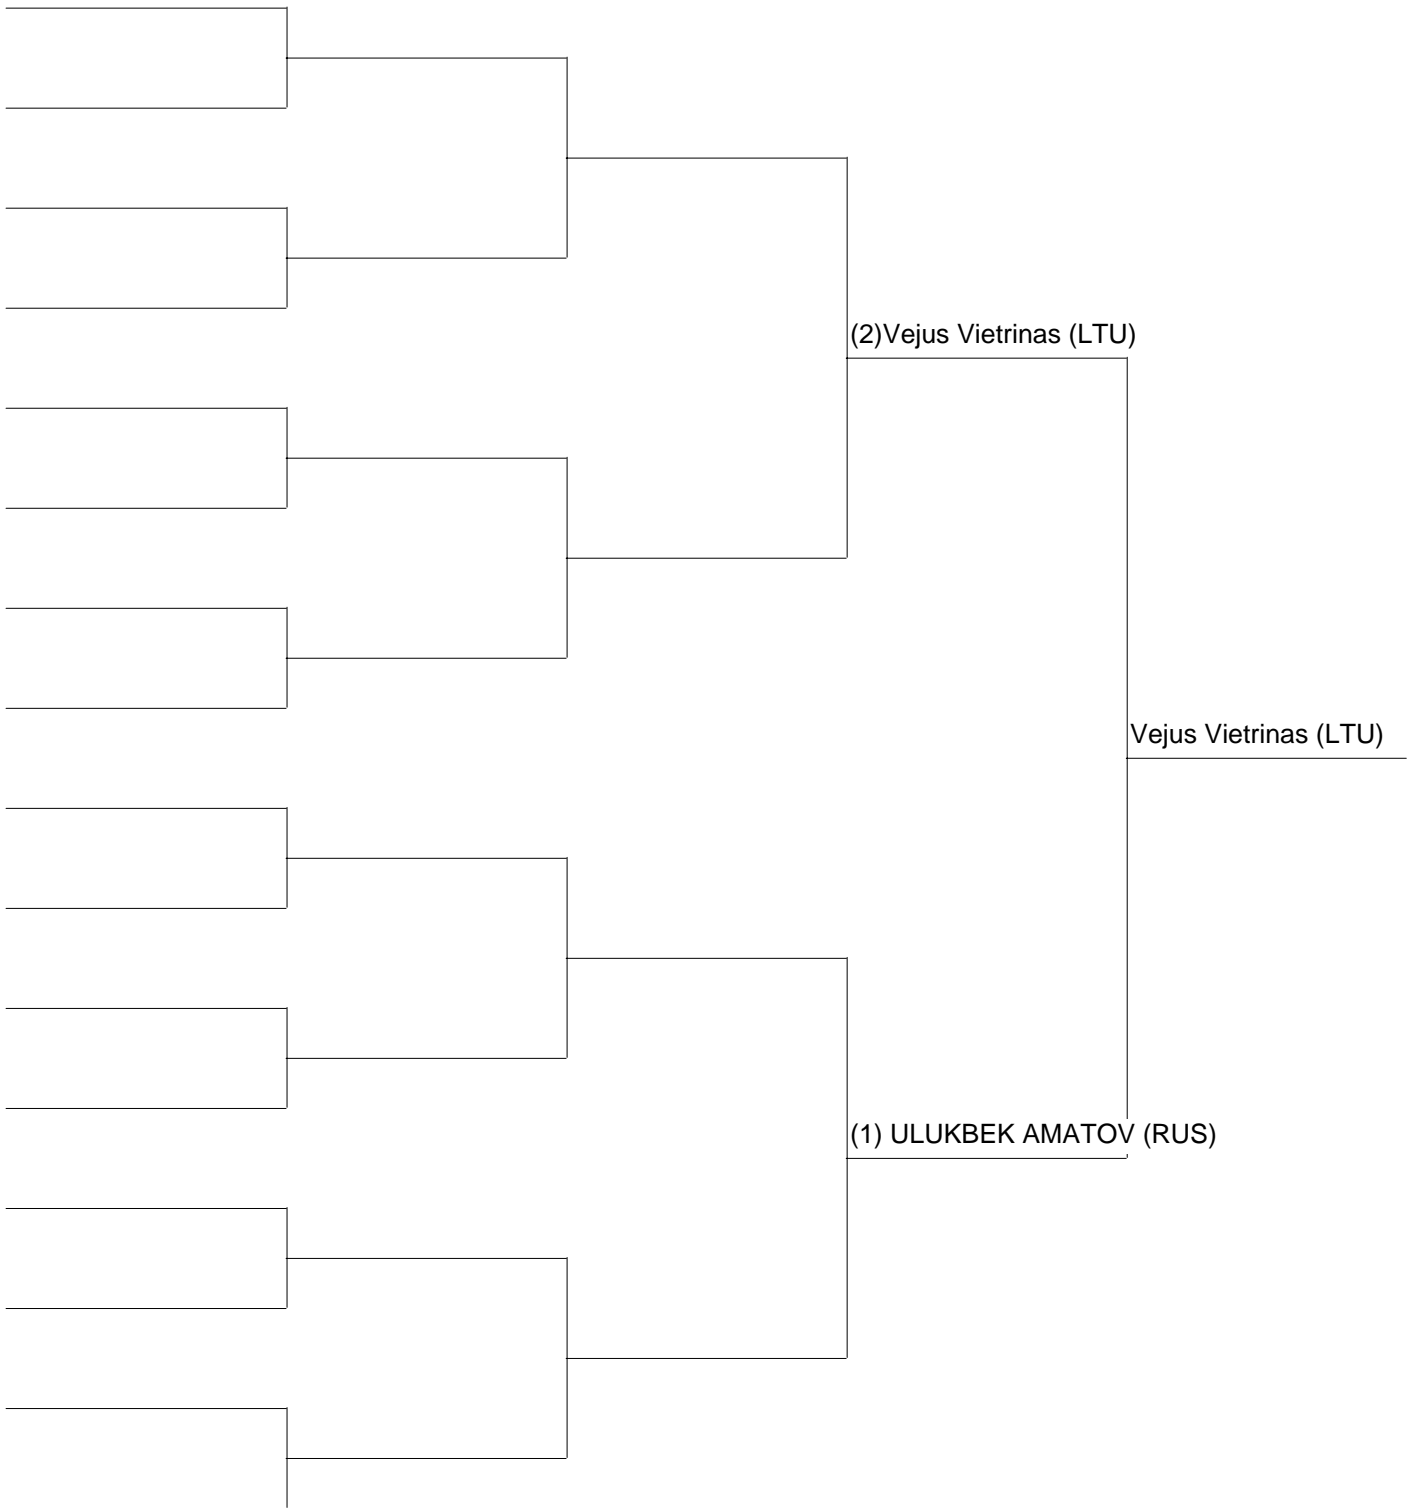 (2)Vejus Vietrinas (LTU)
Vejus Vietrinas (LTU)
(1) ULUKBEK AMATOV (RUS)